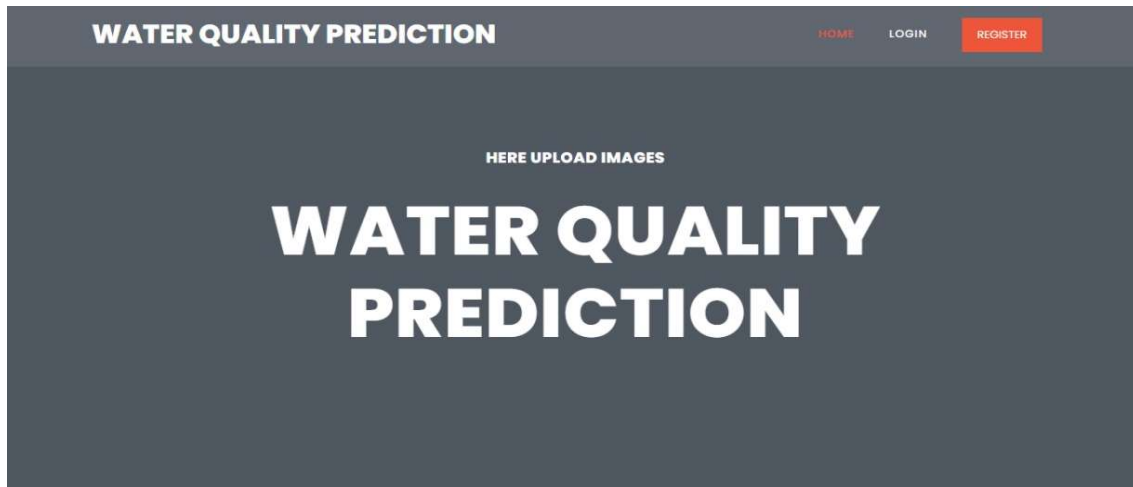 WATER QUALITY PREDICTION
HOME LOGIN REGISTER
HERE UPLOAD IMAGES
WATER QUALITY
PREDICTION